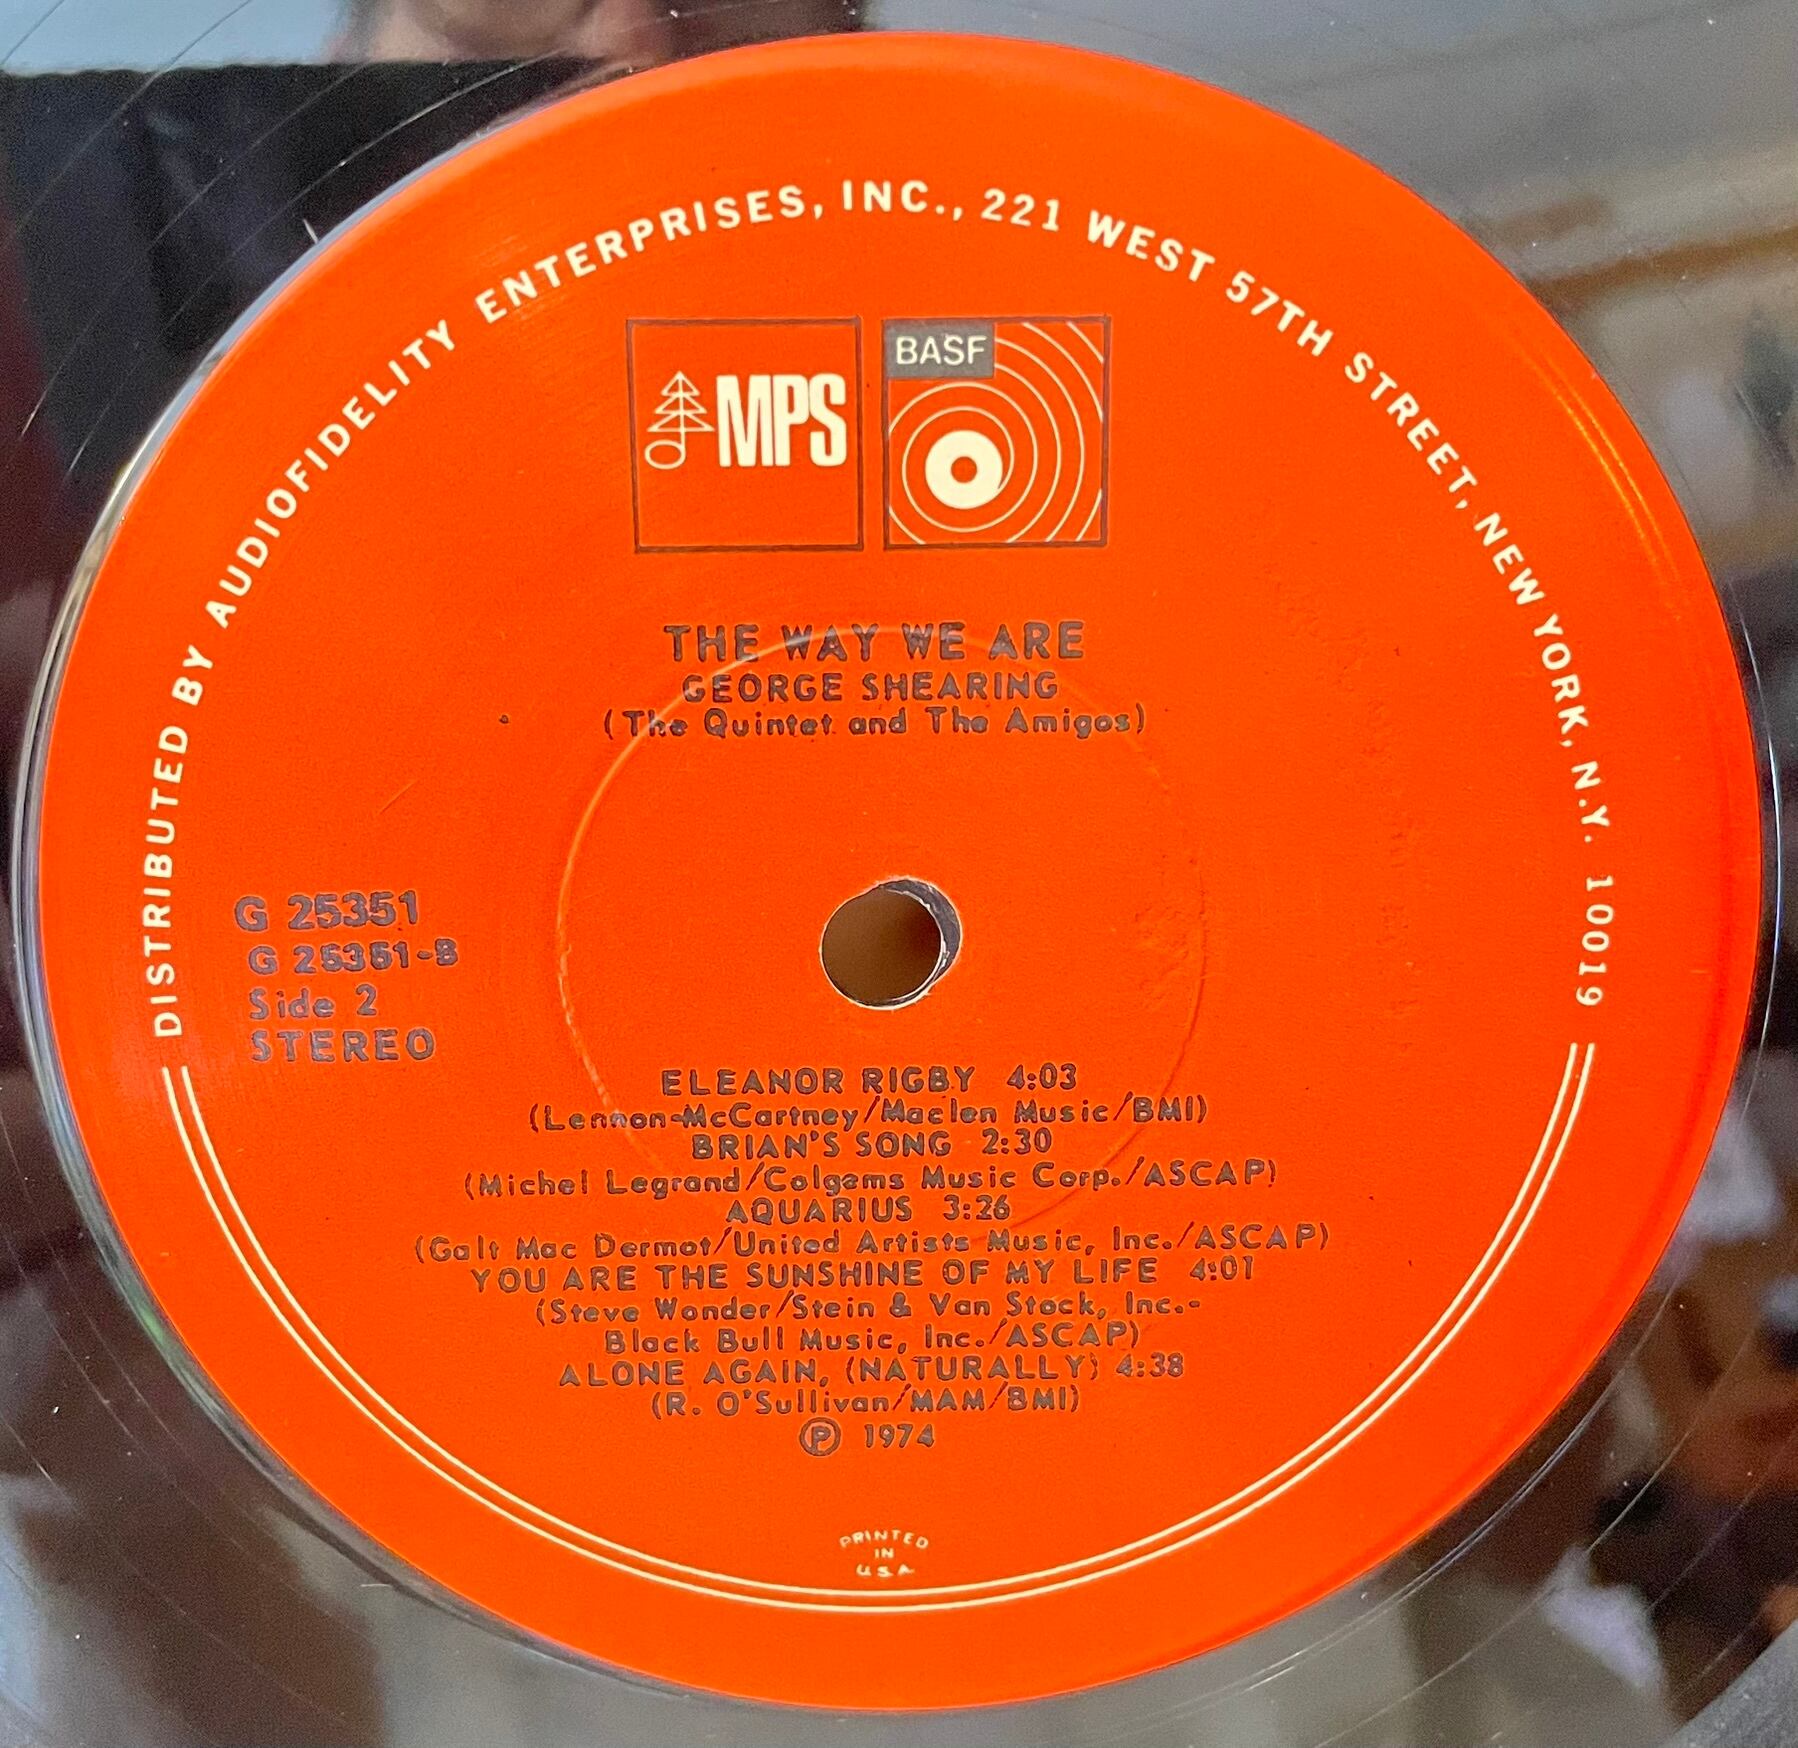 DISTRIBUTED BY AUDIOFIDELITY ENTERPRISES, INC., 221 WEST 57TH STREET, NEW YORK, N.Y. 10019
MPS
BASF
THE WAY WE ARE
GEORGE SHEARING
(The Quintet and The Amigos)
G 25351
G 25351-B
Side 2
STEREO
ELEANOR RIGBY 4:03
(Lennon-McCartney/Maclen Music/BMI)
BRIAN'S SONG 2:30
(Michel Legrand/Colgems Music Corp./ASCAP)
AQUARIUS 3:26
(Galt Mac Dermot/United Artists Music, Inc./ASCAP)
YOU ARE THE SUNSHINE OF MY LIFE 4:01
(Steve Wonder/Stein & Van Stock, Inc.-
Black Bull Music, Inc./ASCAP)
ALONE AGAIN, (NATURALLY) 4:38
(R. O'Sullivan/MAM/BMI)
℗ 1974
PRINTED
IN
U.S.A